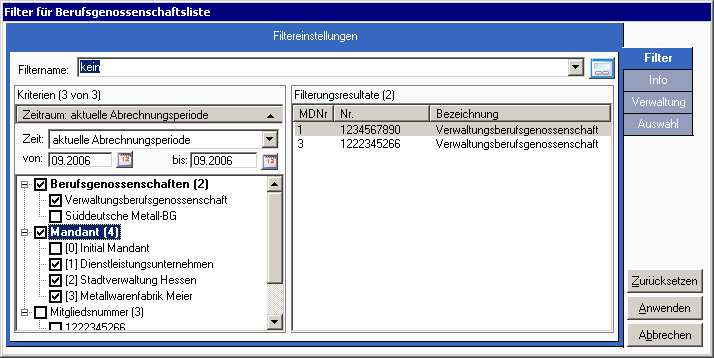 Filter für Berufsgenossenschaftsliste
Filtereinstellungen
Filtername: kein
Filter
Info
Verwaltung
Auswahl
Kriterien (3 von 3)
Zeitraum: aktuelle Abrechnungsperiode
Zeit: aktuelle Abrechnungsperiode
von: 09.2006 12 bis: 09.2006 12
Berufsgenossenschaften (2)
Verwaltungsberufsgenossenschaft
Süddeutsche Metall-BG
Mandant (4)
[0] Initial Mandant
[1] Dienstleistungsunternehmen
[2] Stadtverwaltung Hessen
[3] Metallwarenfabrik Meier
Mitgliedsnummer (3)
1222345266
Filterungsresultate (2)
MDNr Nr. Bezeichnung
1 1234567890 Verwaltungsberufsgenossenschaft
3 1222345266 Verwaltungsberufsgenossenschaft
Zurücksetzen
Anwenden
Abbrechen